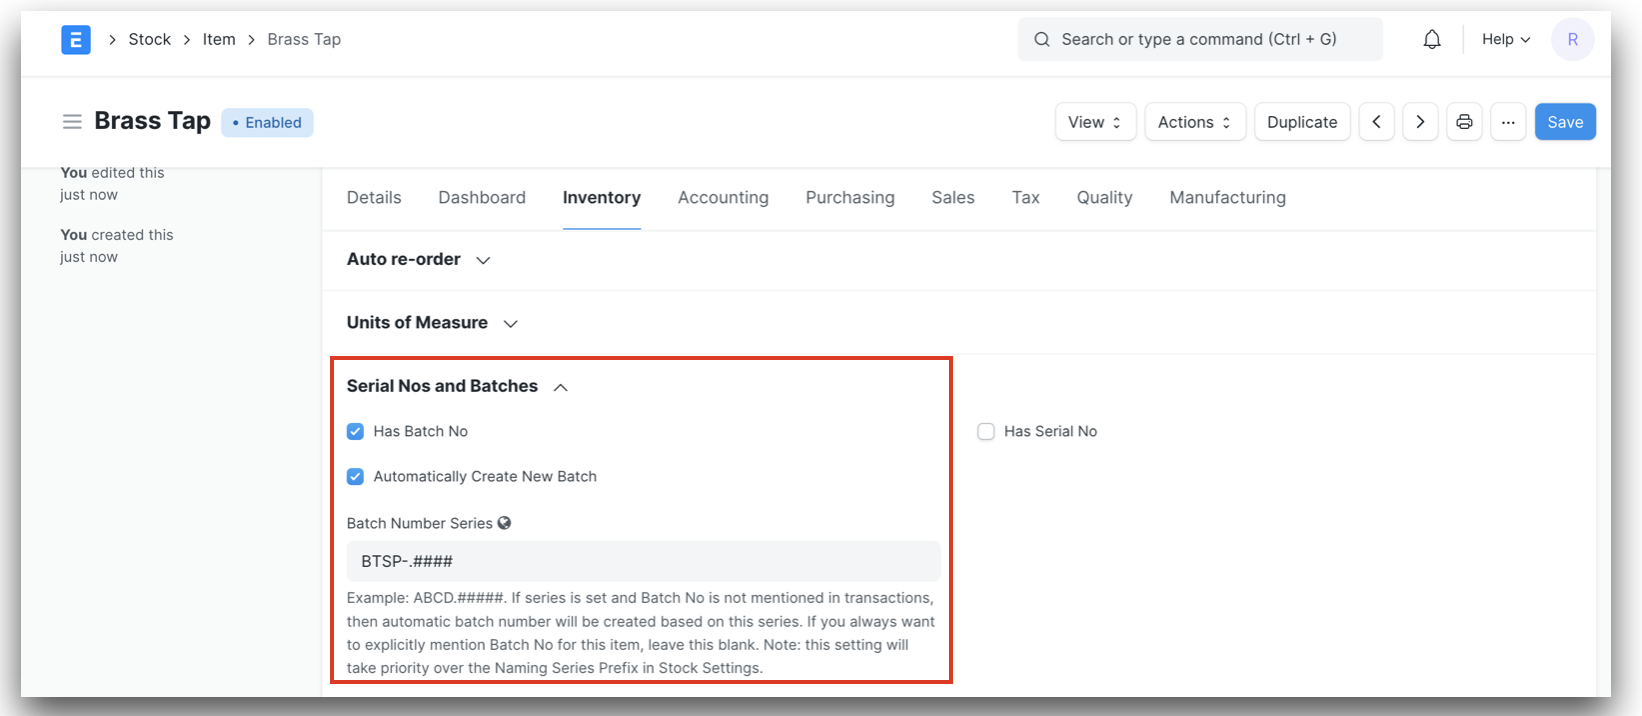 E Stock Item Brass Tap Search or type a command (Ctrl + G) Help R
Brass Tap • Enabled View Actions Duplicate ... Save
You edited this
just now
You created this
just now
Details Dashboard Inventory Accounting Purchasing Sales Tax Quality Manufacturing
Auto re-order
Units of Measure
Serial Nos and Batches
Has Batch No Has Serial No
Automatically Create New Batch
Batch Number Series
BTSP-.####
Example: ABCD.#####. If series is set and Batch No is not mentioned in transactions,
then automatic batch number will be created based on this series. If you always want
to explicitly mention Batch No for this item, leave this blank. Note: this setting will
take priority over the Naming Series Prefix in Stock Settings.